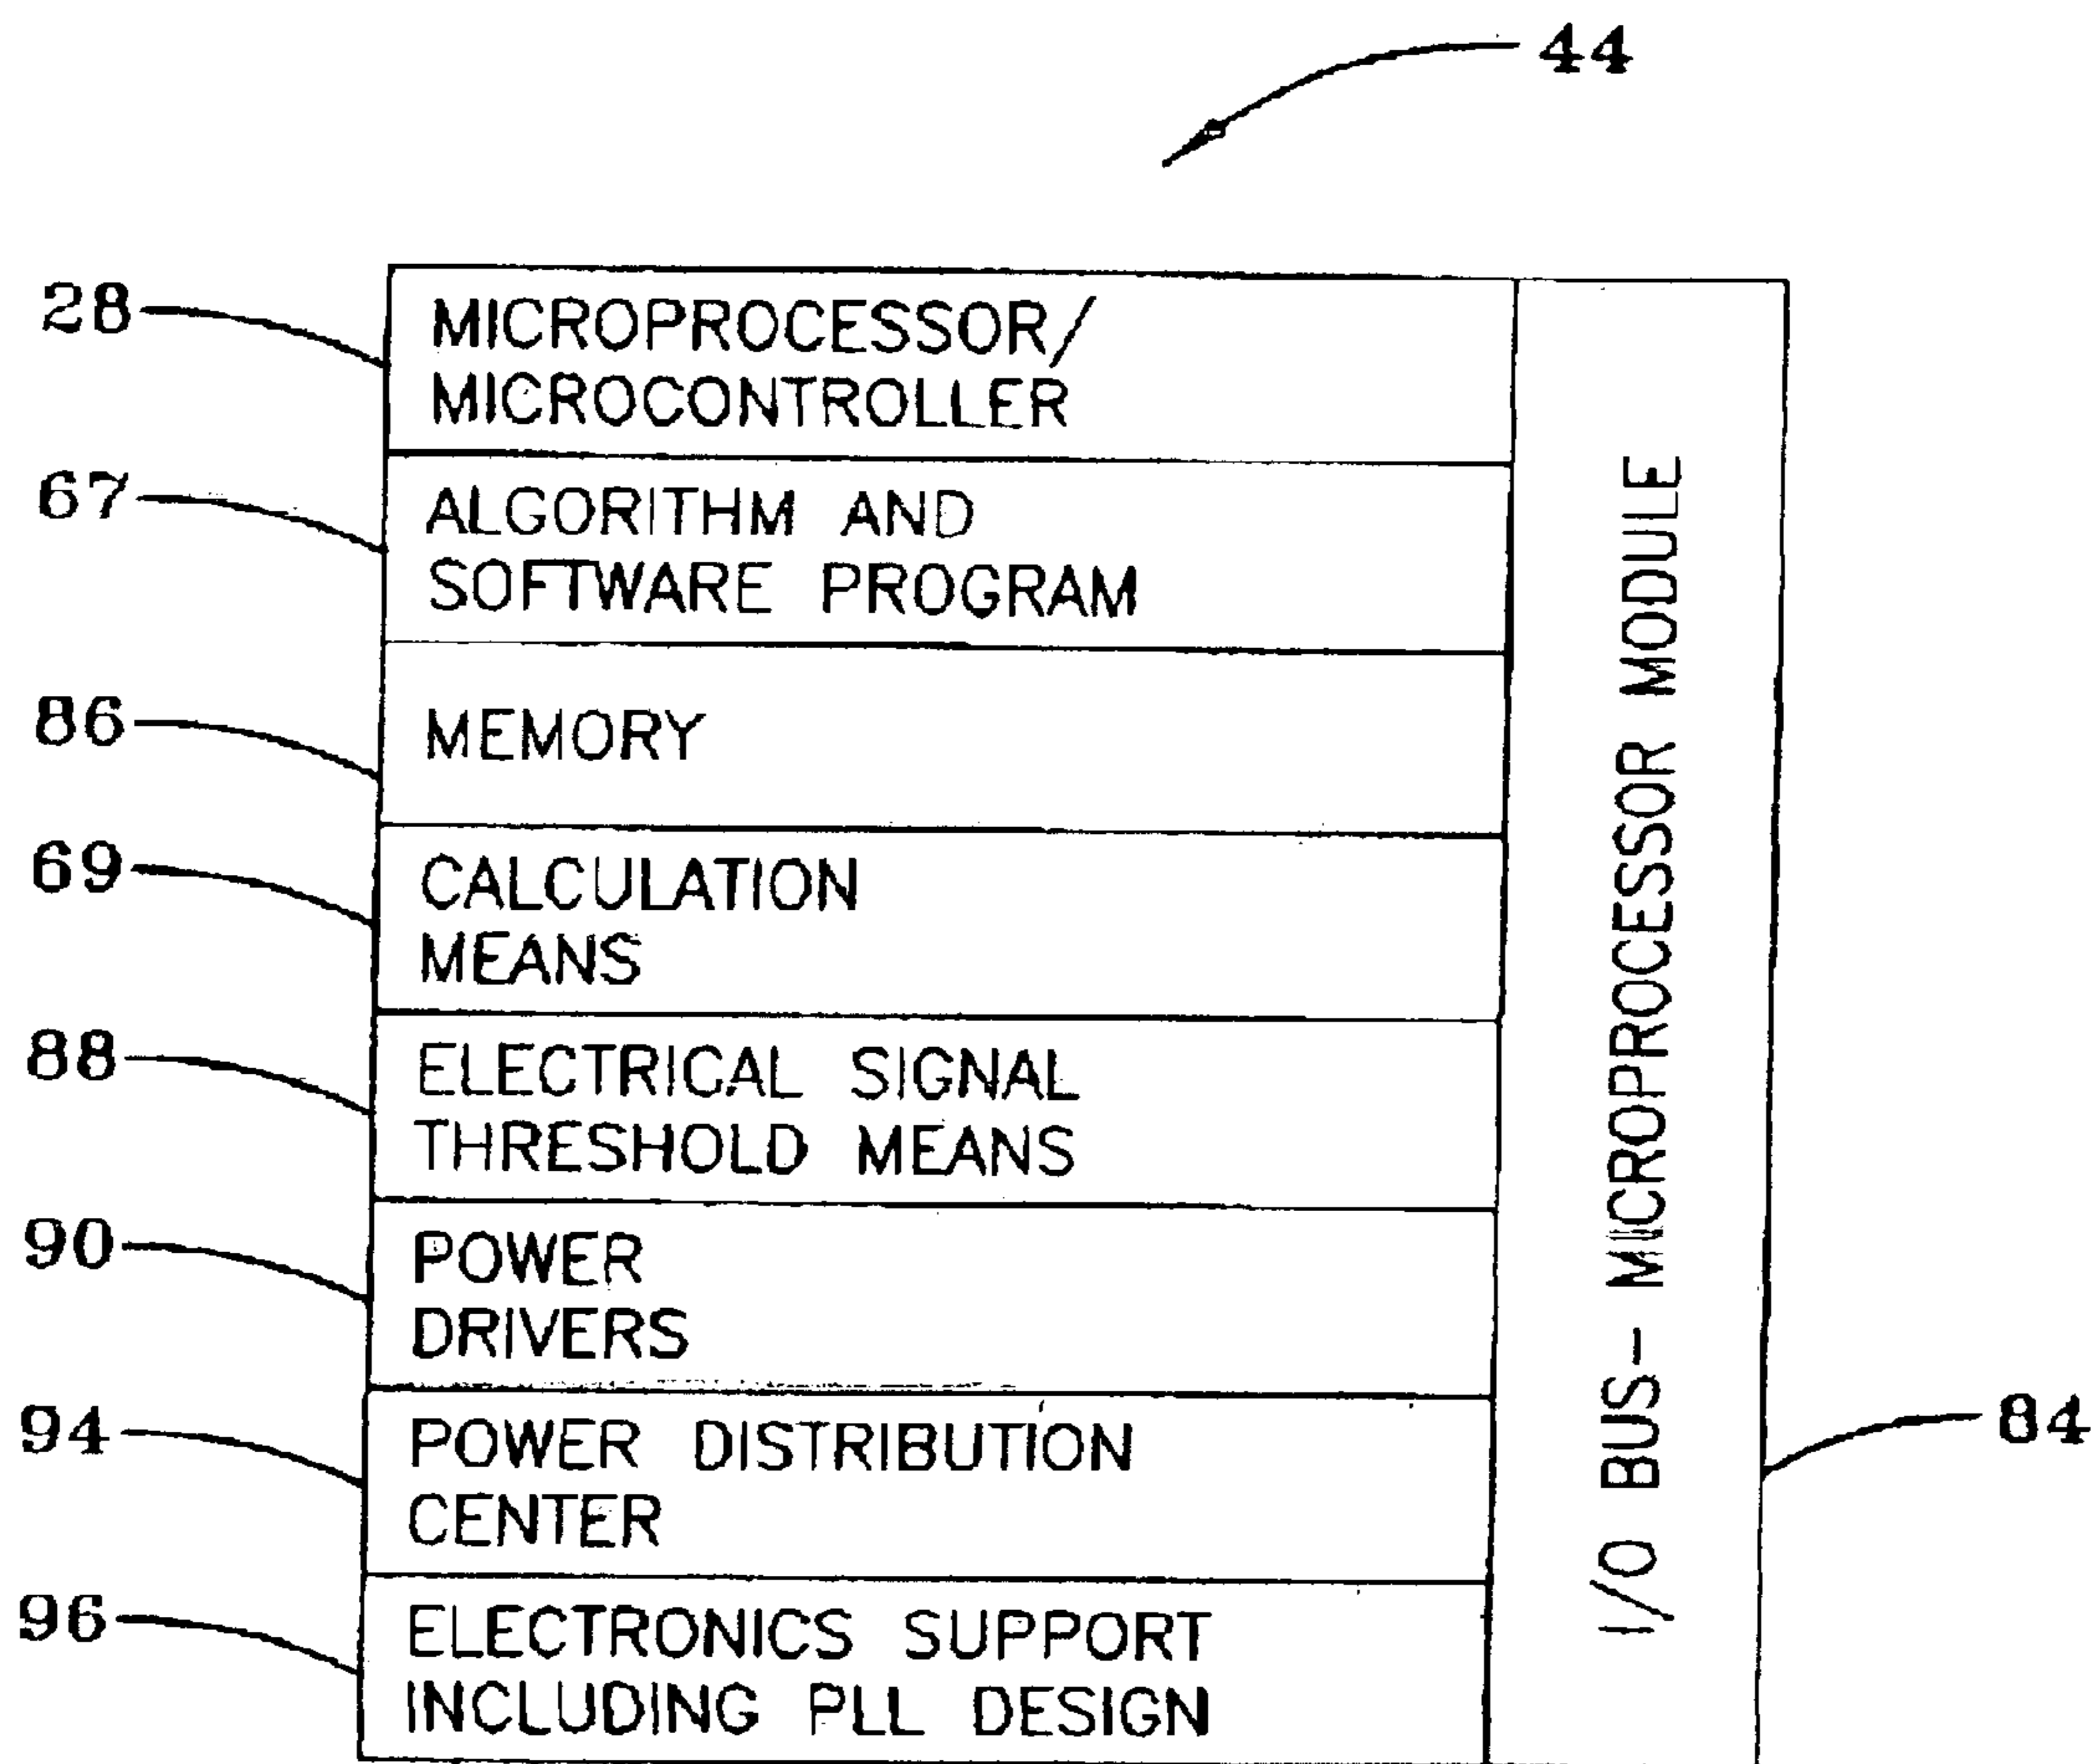 44
28
MICROPROCESSOR/
MICROCONTROLLER
67
ALGORITHM AND
SOFTWARE PROGRAM
86
MEMORY
69
CALCULATION
MEANS
88
ELECTRICAL SIGNAL
THRESHOLD MEANS
90
POWER
DRIVERS
94
POWER DISTRIBUTION
CENTER
96
ELECTRONICS SUPPORT
INCLUDING PLL DESIGN
I/O BUS- MICROPROCESSOR MODULE
84